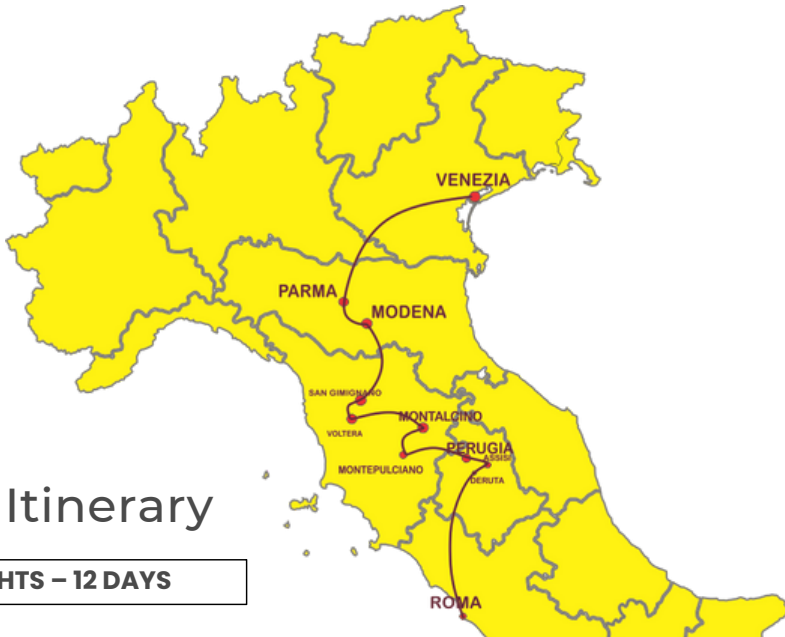 VENEZIA
PARMA
MODENA
SAN GIMIGNANO
MONTALCINO
VOLTERA
PERUGIA
ASSISI
MONTEPULCIANO
DERUTA
Itinerary
HTS – 12 DAYS
ROMA